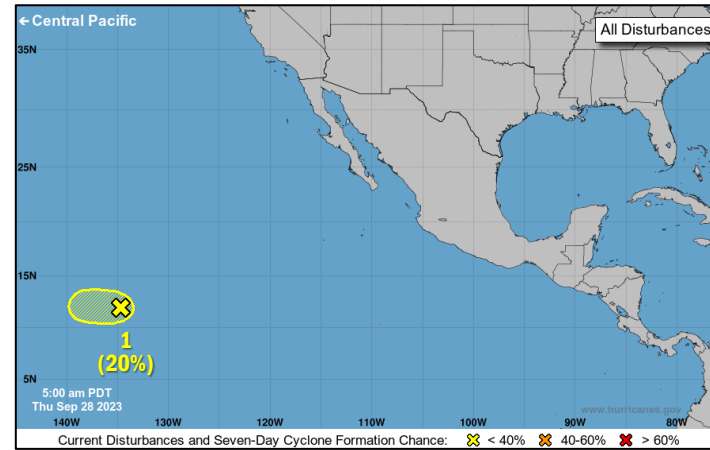 ←Central Pacific
All Disturbances
35N
25N
15N
1
(20%)
5N
5:00 am PDT
Thu Sep 28 2023
www.hurricanes.gov
140W 130W 120W 110W 100W 90W 80W
Current Disturbances and Seven-Day Cyclone Formation Chance: < 40% 40-60% > 60%